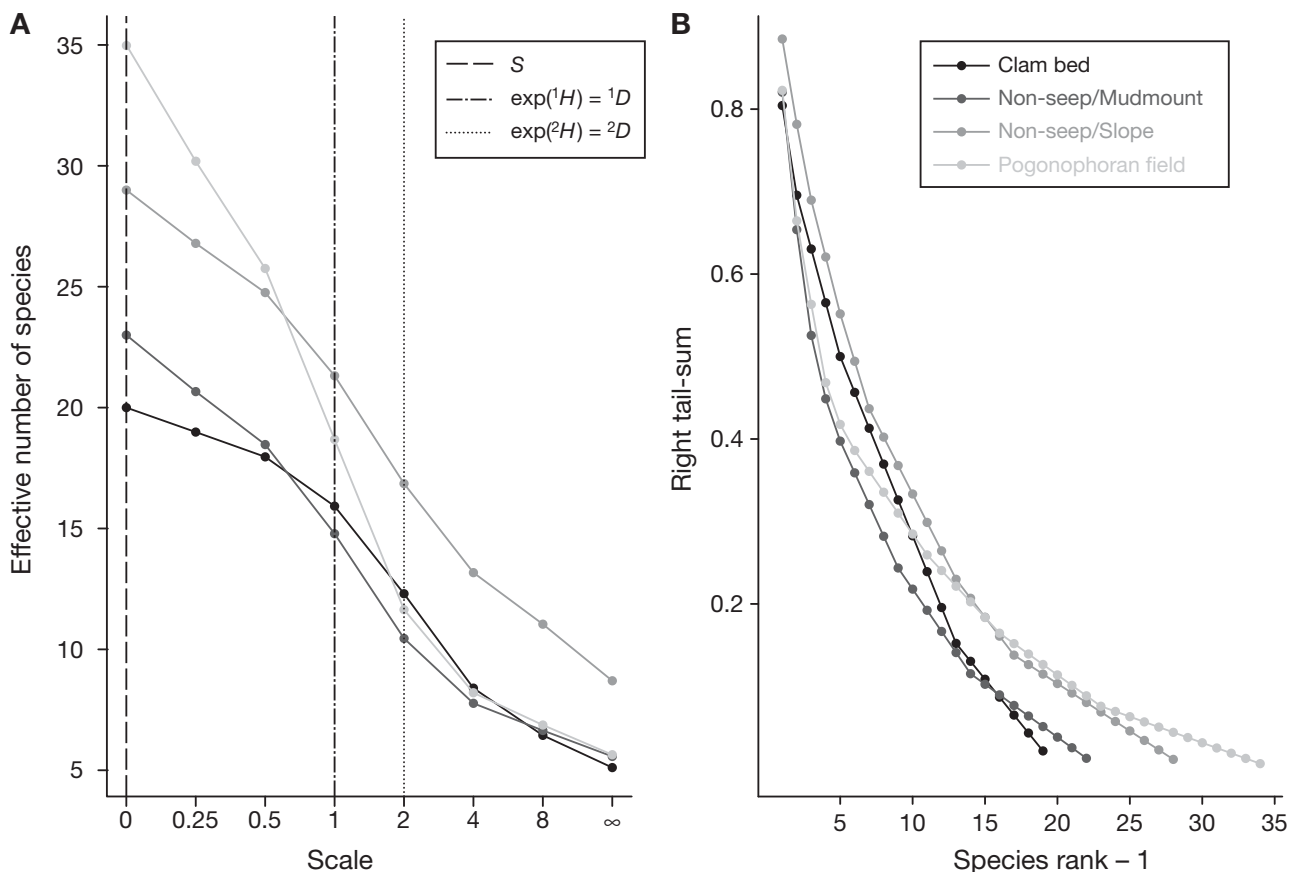 A
35
30
25
20
15
10
5
Effective number of species
0 0.25 0.5 1 2 4 8 ∞
Scale
S
exp(¹H) = ¹D
exp(²H) = ²D
B
0.8
0.6
0.4
0.2
Right tail-sum
5 10 15 20 25 30 35
Species rank – 1
Clam bed
Non-seep/Mudmount
Non-seep/Slope
Pogonophoran field